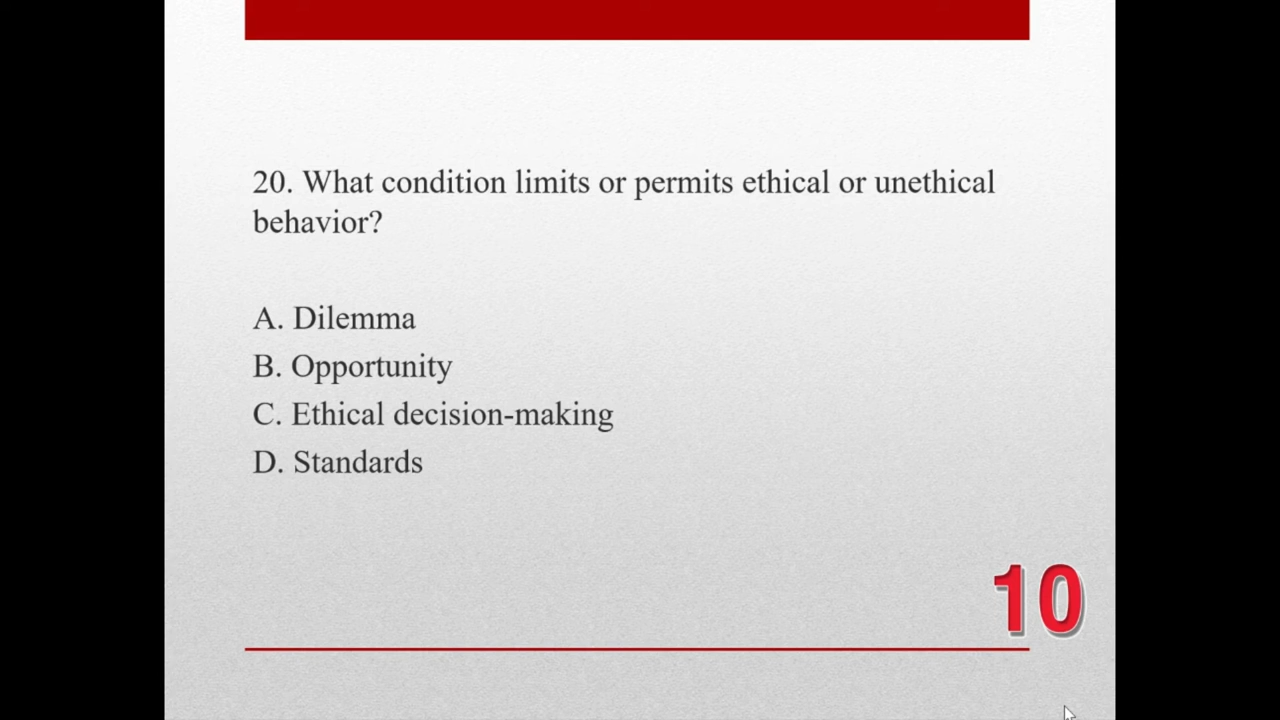 20. What condition limits or permits ethical or unethical
behavior?
A. Dilemma
B. Opportunity
C. Ethical decision-making
D. Standards
10